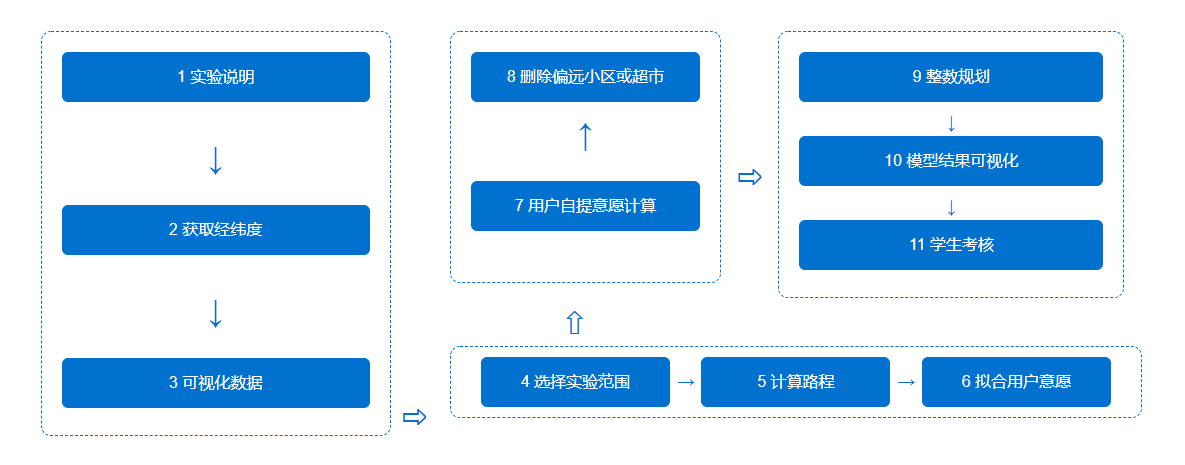 1 实验说明
2 获取经纬度
3 可视化数据
4 选择实验范围
5 计算路程
6 拟合用户意愿
7 用户自提意愿计算
8 删除偏远小区或超市
9 整数规划
10 模型结果可视化
11 学生考核